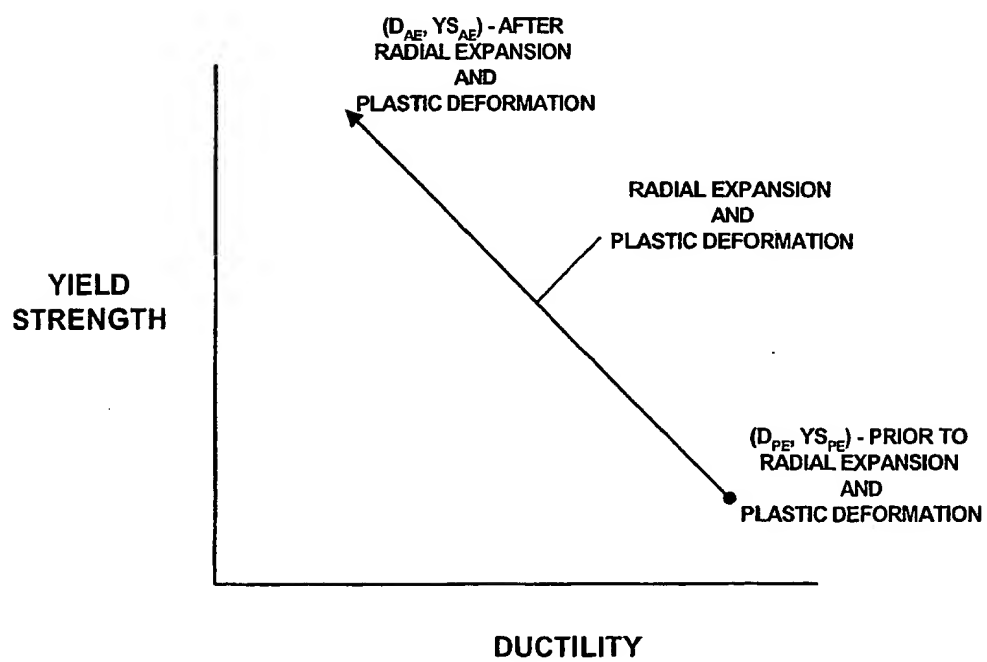 (D_AE, YS_AE) - AFTER
RADIAL EXPANSION
AND
PLASTIC DEFORMATION
RADIAL EXPANSION
AND
PLASTIC DEFORMATION
YIELD
STRENGTH
(D_PE, YS_PE) - PRIOR TO
RADIAL EXPANSION
AND
PLASTIC DEFORMATION
DUCTILITY